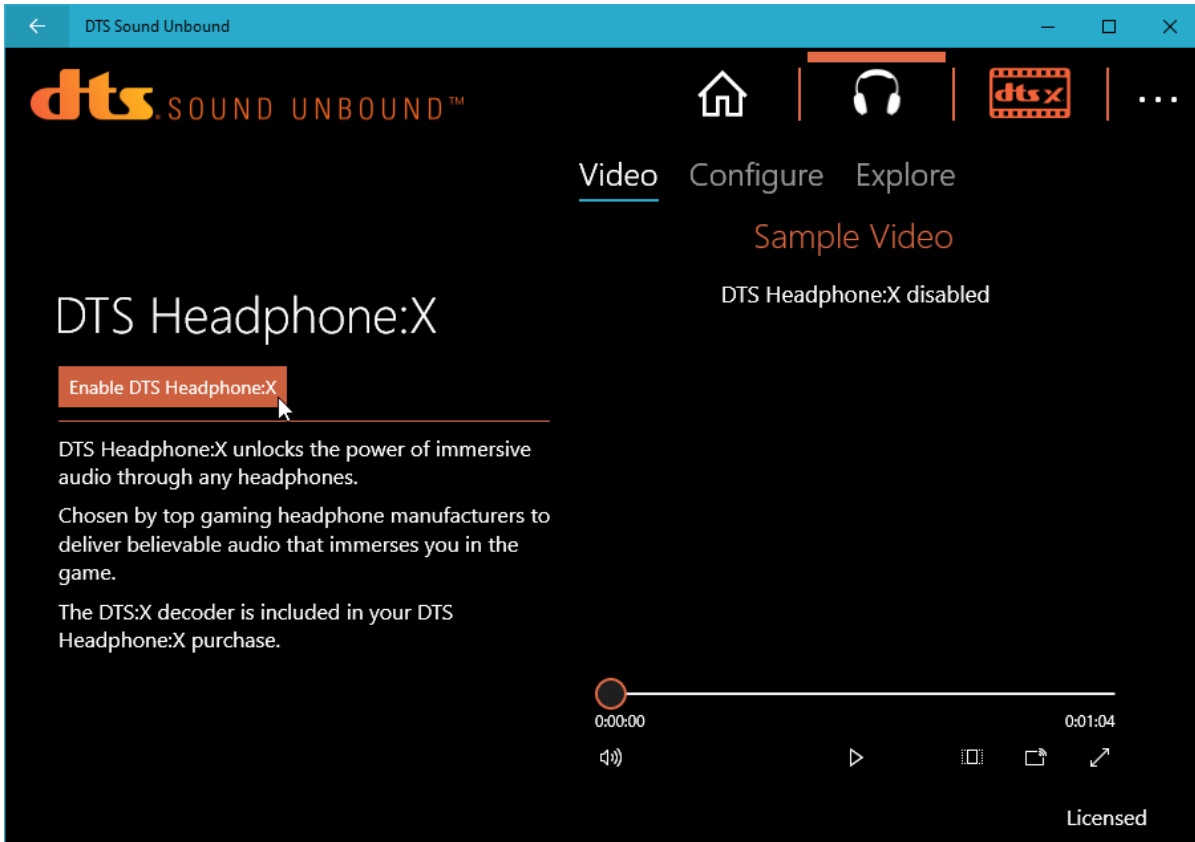 DTS Sound Unbound
dts SOUND UNBOUND™
dts x
Video Configure Explore
Sample Video
DTS Headphone:X disabled
DTS Headphone:X
Enable DTS Headphone:X
DTS Headphone:X unlocks the power of immersive
audio through any headphones.
Chosen by top gaming headphone manufacturers to
deliver believable audio that immerses you in the
game.
The DTS:X decoder is included in your DTS
Headphone:X purchase.
0:00:00 0:01:04
Licensed